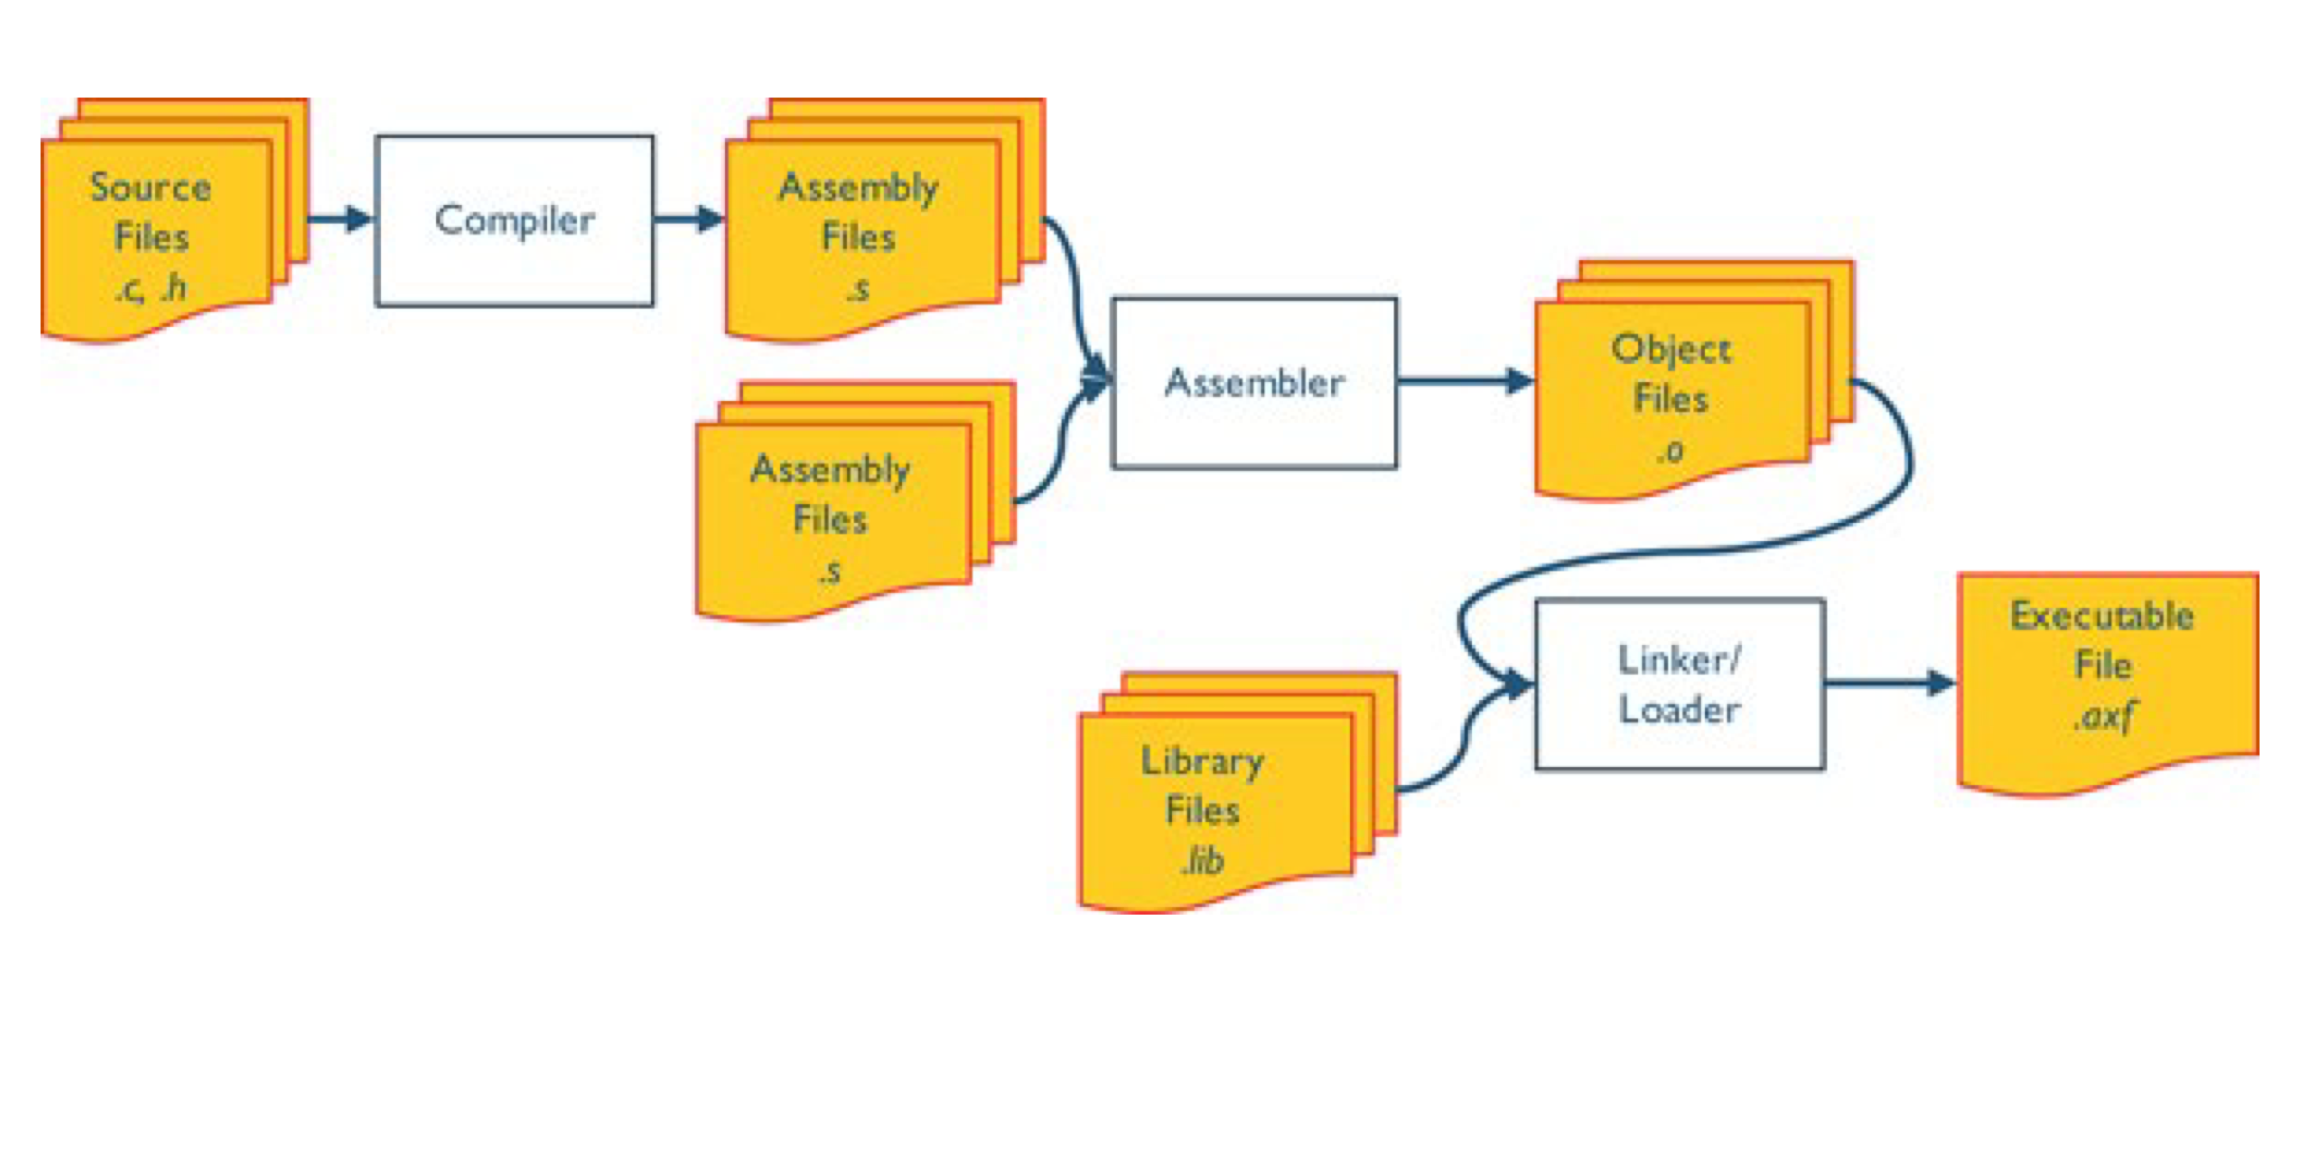 Source
Files
.c, .h
Compiler
Assembly
Files
.s
Assembly
Files
.s
Assembler
Object
Files
.o
Library
Files
.lib
Linker/
Loader
Executable
File
.axf